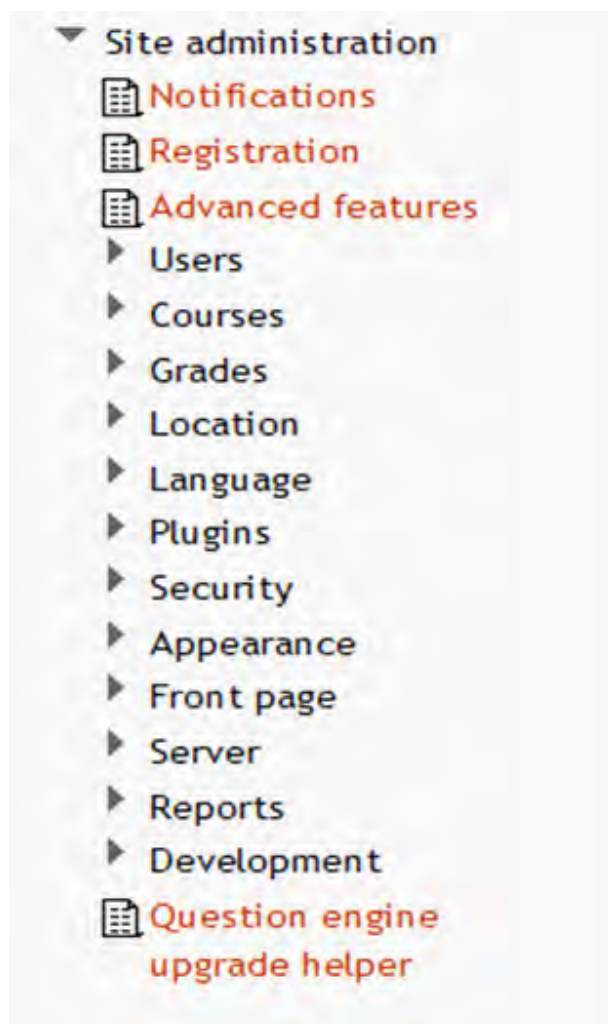 Site administration
Notifications
Registration
Advanced features
Users
Courses
Grades
Location
Language
Plugins
Security
Appearance
Front page
Server
Reports
Development
Question engine
upgrade helper